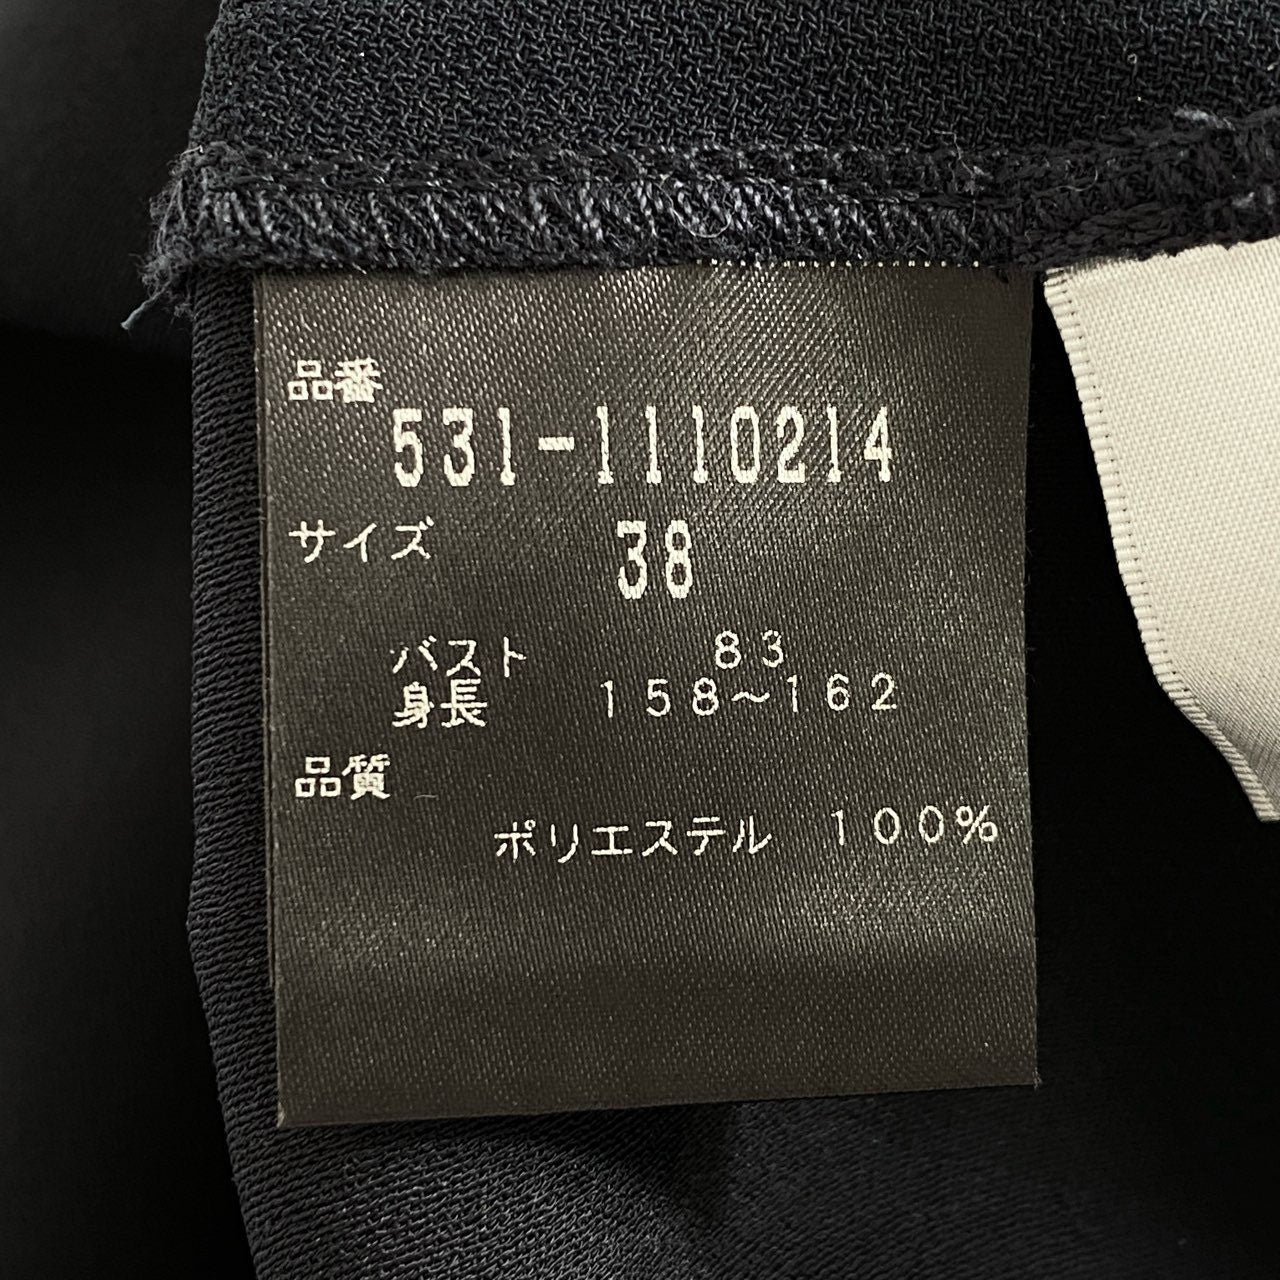 品番
531-1110214
サイズ 38
バスト 83
身長 158~162
品質
ポリエステル 100%